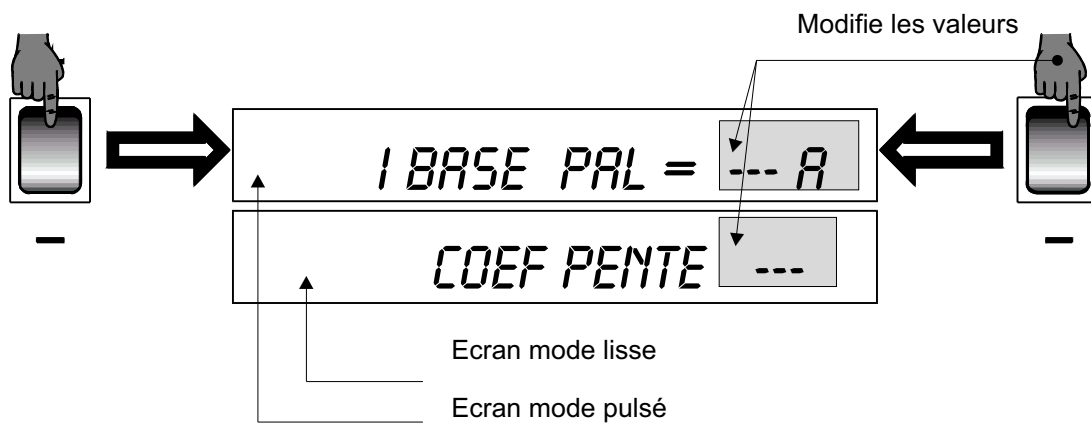 Modifie les valeurs
I BASE PAL = --- A
COEF PENTE ---
Ecran mode lisse
Ecran mode pulsé